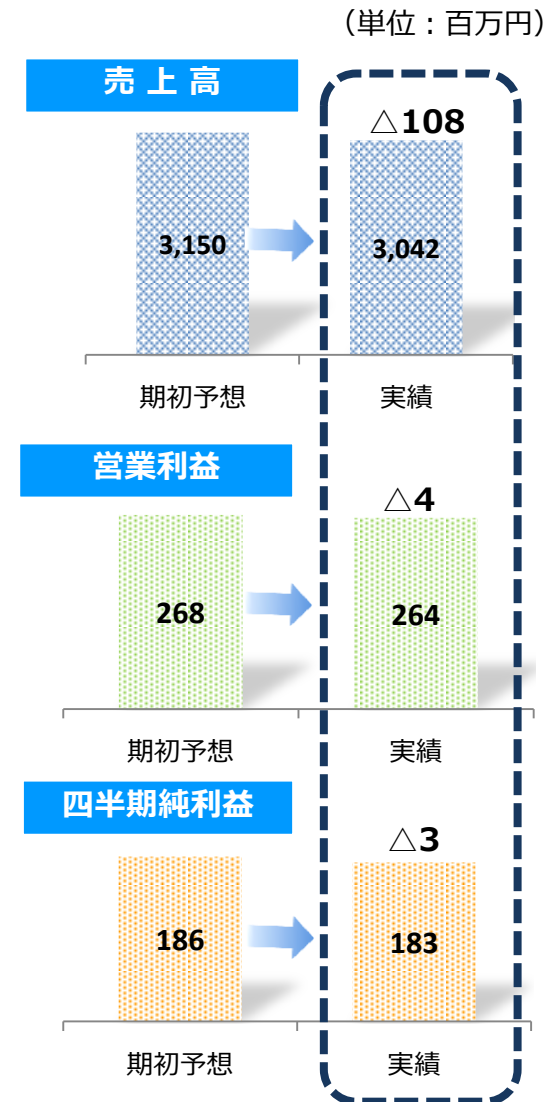 （単位：百万円）
売 上 高
△108
3,150
3,042
期初予想
実績
営業利益
△4
268
264
期初予想
実績
四半期純利益
△3
186
183
期初予想
実績